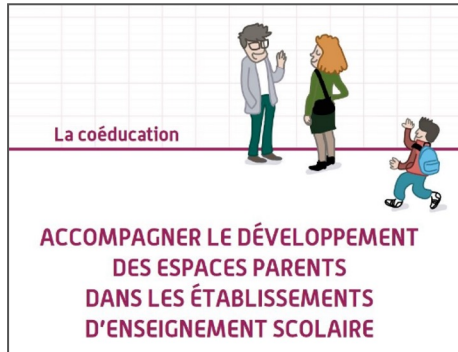 La coéducation
ACCOMPAGNER LE DÉVELOPPEMENT
DES ESPACES PARENTS
DANS LES ÉTABLISSEMENTS
D'ENSEIGNEMENT SCOLAIRE